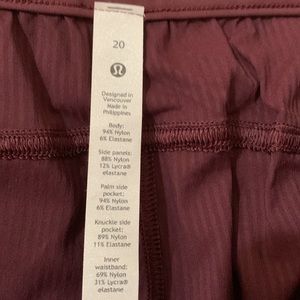 20
Designed in
Vancouver
Made in
Philippines
Body:
94% Nylon
6% Elastane
Side panels:
88% Nylon
12% Lycra®
elastane
Palm side
pocket:
94% Nylon
6% Elastane
Knuckle side
pocket:
89% Nylon
11% Elastane
Inner
waistband:
69% Nylon
31% Lycra®
elastane